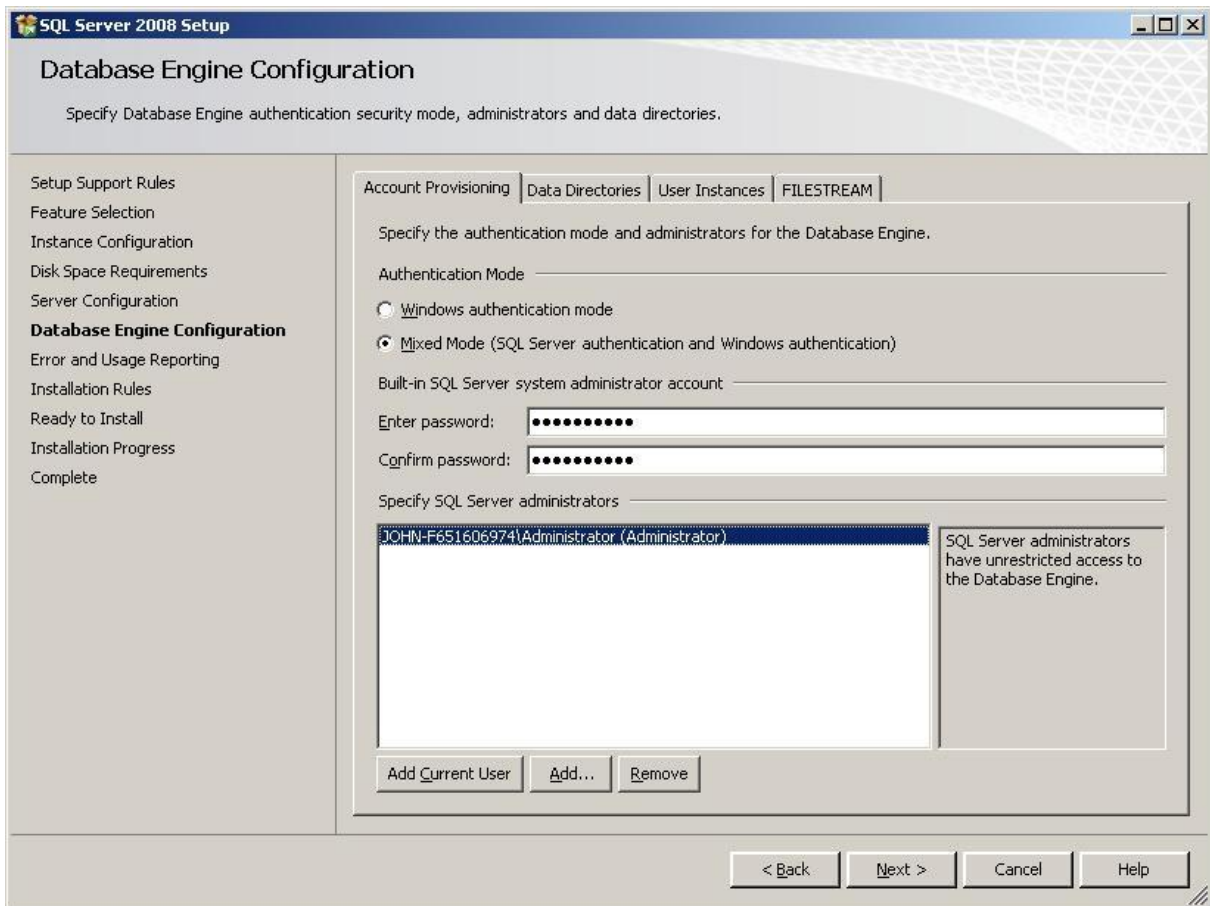 SQL Server 2008 Setup
Database Engine Configuration
Specify Database Engine authentication security mode, administrators and data directories.
Setup Support Rules
Feature Selection
Instance Configuration
Disk Space Requirements
Server Configuration
Database Engine Configuration
Error and Usage Reporting
Installation Rules
Ready to Install
Installation Progress
Complete
Account Provisioning
Data Directories
User Instances
FILESTREAM
Specify the authentication mode and administrators for the Database Engine.
Authentication Mode
Windows authentication mode
Mixed Mode (SQL Server authentication and Windows authentication)
Built-in SQL Server system administrator account
Enter password:
●●●●●●●●●●
Confirm password:
●●●●●●●●●●
Specify SQL Server administrators
JOHN-F651606974\Administrator (Administrator)
SQL Server administrators
have unrestricted access to
the Database Engine.
Add Current User
Add...
Remove
< Back
Next >
Cancel
Help